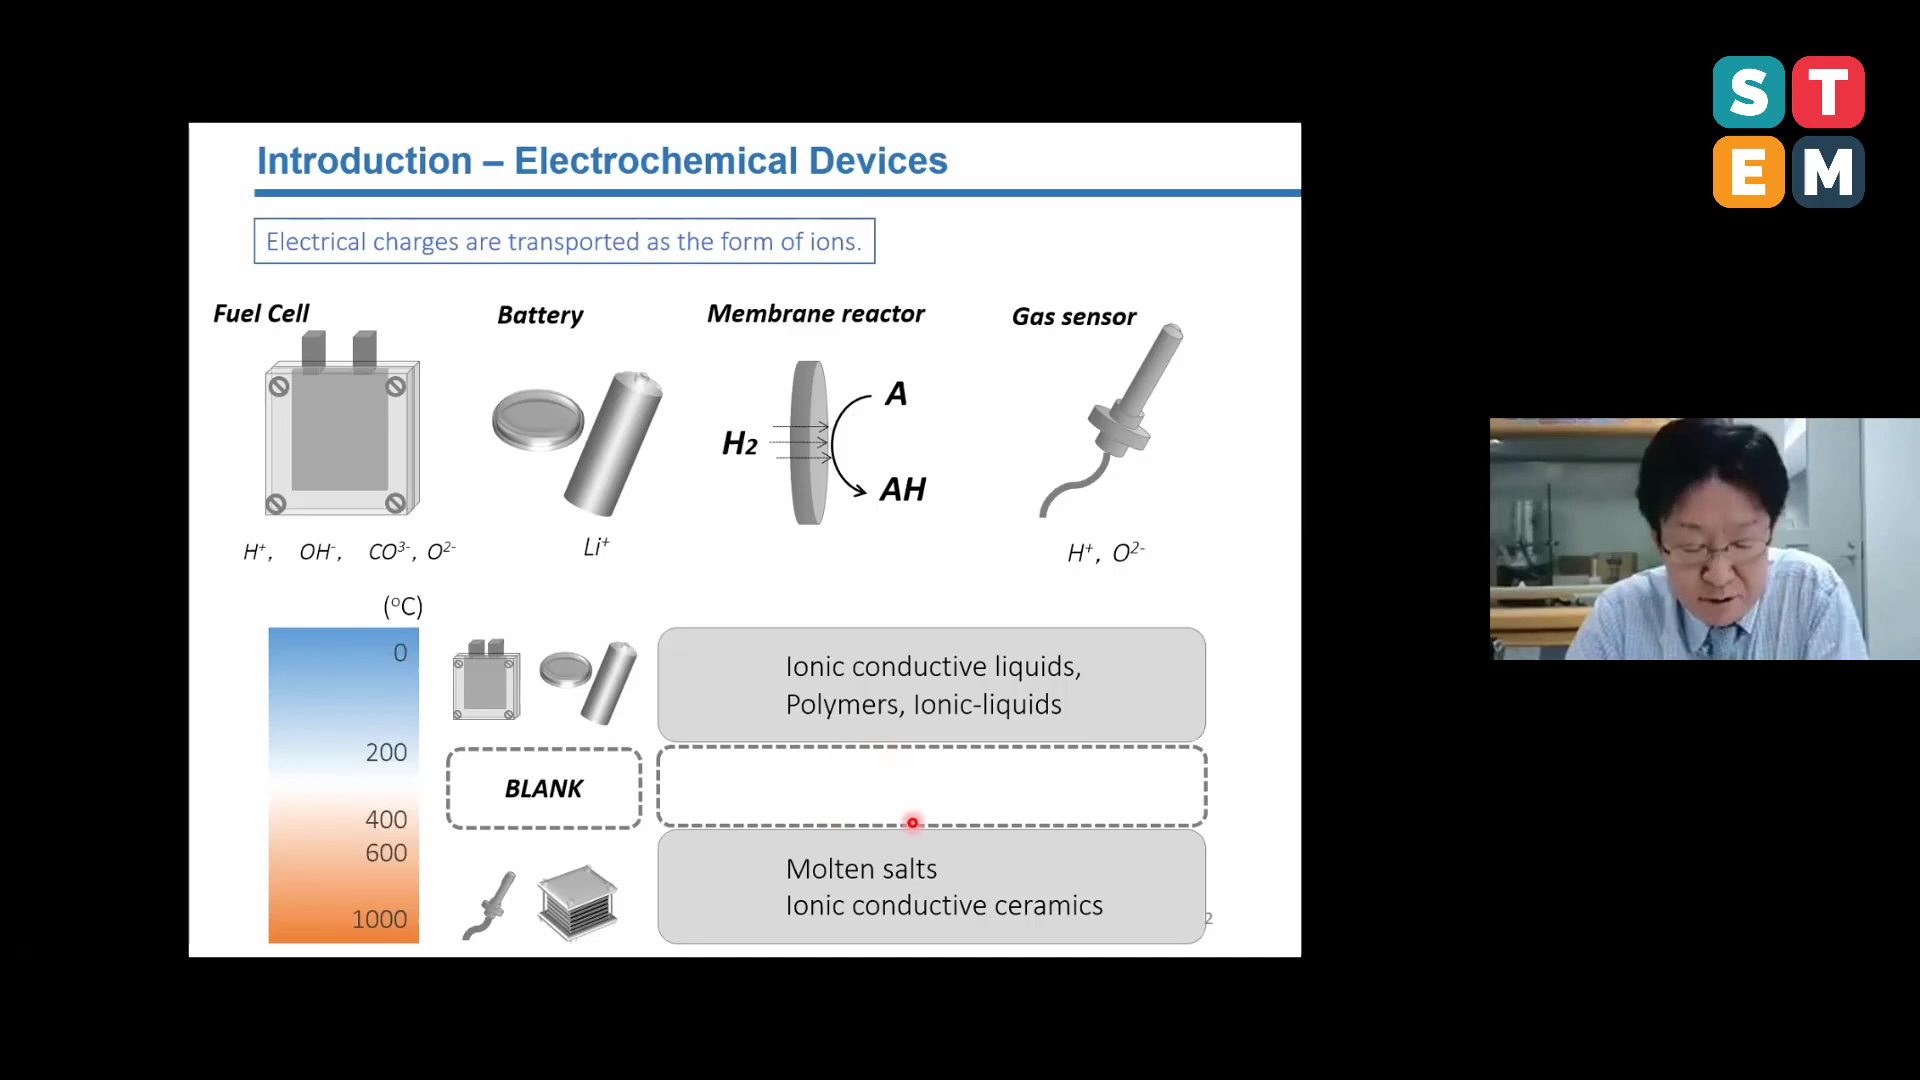 STEM
Introduction – Electrochemical Devices
Electrical charges are transported as the form of ions.
Fuel Cell
Battery
Membrane reactor
Gas sensor
A
H2
AH
H+, OH-, CO3-, O2-
Li+
H+, O2-
(oC)
0
Ionic conductive liquids,
Polymers, Ionic-liquids
200
BLANK
400
600
Molten salts
Ionic conductive ceramics
1000
2